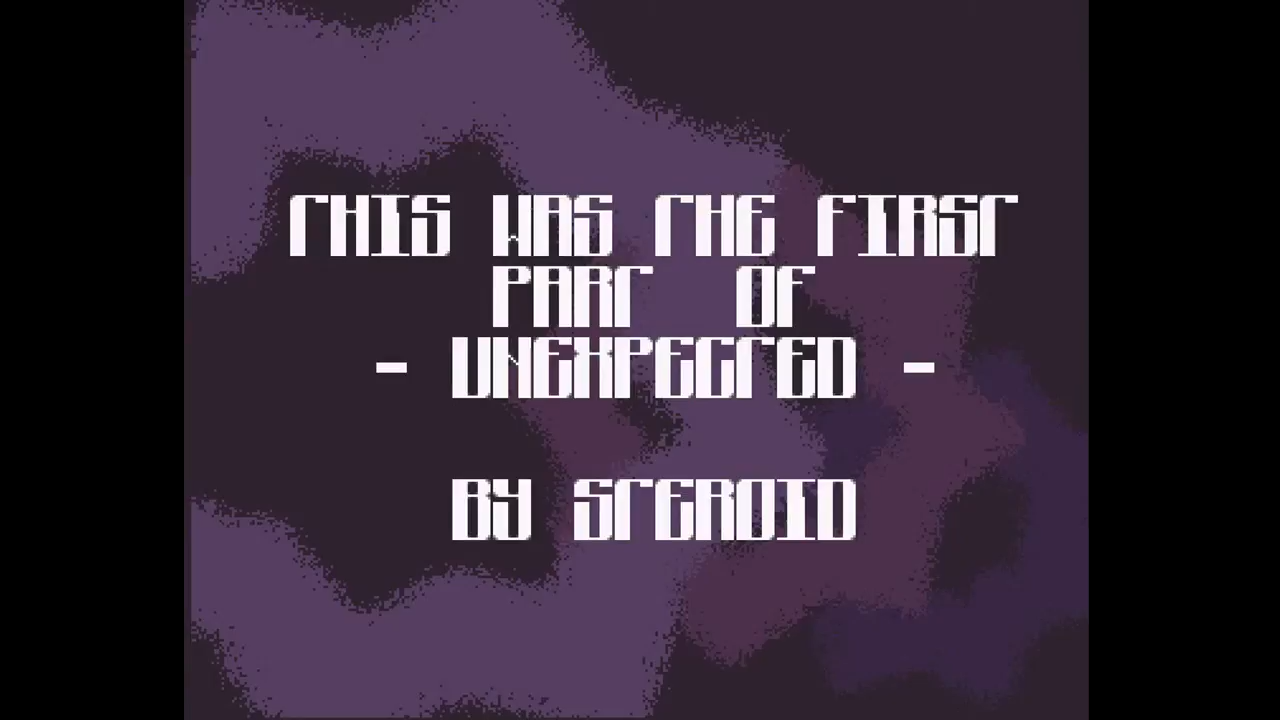 THIS WAS THE FIRST
PART OF
- UNEXPECTED -
BY STEROID